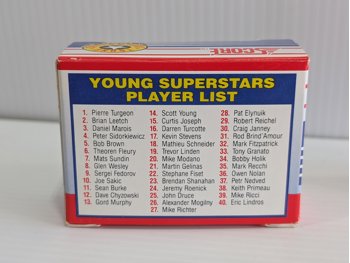 SCORE
YOUNG SUPERSTARS
PLAYER LIST
1. Pierre Turgeon
2. Brian Leetch
3. Daniel Marois
4. Peter Sidorkiewicz
5. Bob Brown
6. Theoren Fleury
7. Mats Sundin
8. Glen Wesley
9. Sergei Fedorov
10. Joe Sakic
11. Sean Burke
12. Dave Chyzowski
13. Gord Murphy
14. Scott Young
15. Curtis Joseph
16. Darren Turcotte
17. Kevin Stevens
18. Mathieu Schneider
19. Trevor Linden
20. Mike Modano
21. Martin Gelinas
22. Stephane Fiset
23. Brendan Shanahan
24. Jeremy Roenick
25. John Druce
26. Alexander Mogilny
27. Mike Richter
28. Pat Elynuik
29. Robert Reichel
30. Craig Janney
31. Rod Brind'Amour
32. Mark Fitzpatrick
33. Tony Granato
34. Bobby Holik
35. Mark Recchi
36. Owen Nolan
37. Petr Nedved
38. Keith Primeau
39. Mike Ricci
40. Eric Lindros